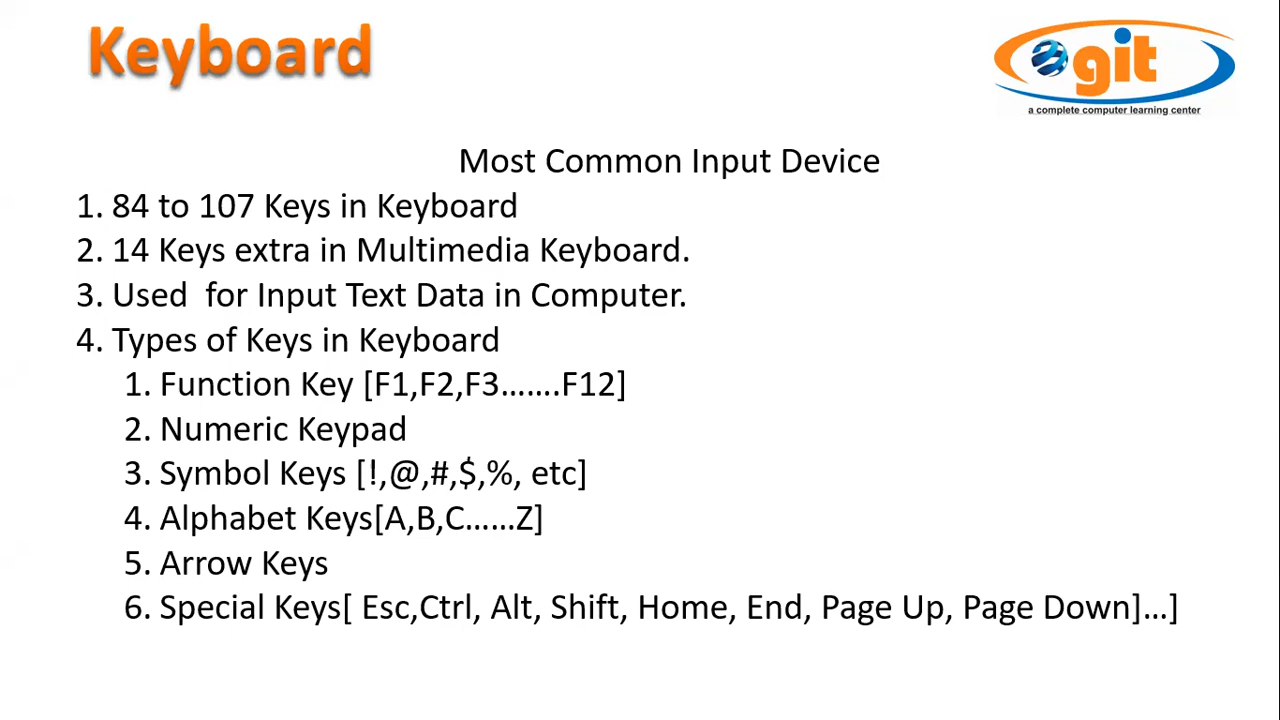 Keyboard
egit
a complete computer learning center
Most Common Input Device
1. 84 to 107 Keys in Keyboard
2. 14 Keys extra in Multimedia Keyboard.
3. Used  for Input Text Data in Computer.
4. Types of Keys in Keyboard
1. Function Key [F1,F2,F3.......F12]
2. Numeric Keypad
3. Symbol Keys [!,@,#,$,%, etc]
4. Alphabet Keys[A,B,C......Z]
5. Arrow Keys
6. Special Keys[ Esc,Ctrl, Alt, Shift, Home, End, Page Up, Page Down]...]